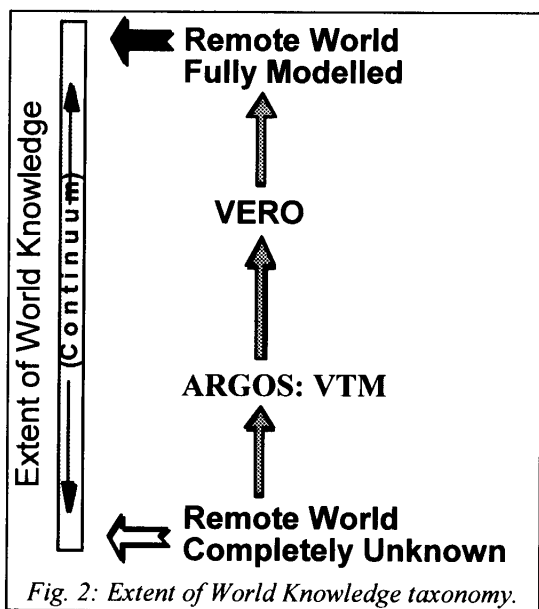 Extent of World Knowledge
(Continuum)
Remote World
Fully Modelled
VERO
ARGOS: VTM
Remote World
Completely Unknown
Fig. 2: Extent of World Knowledge taxonomy.